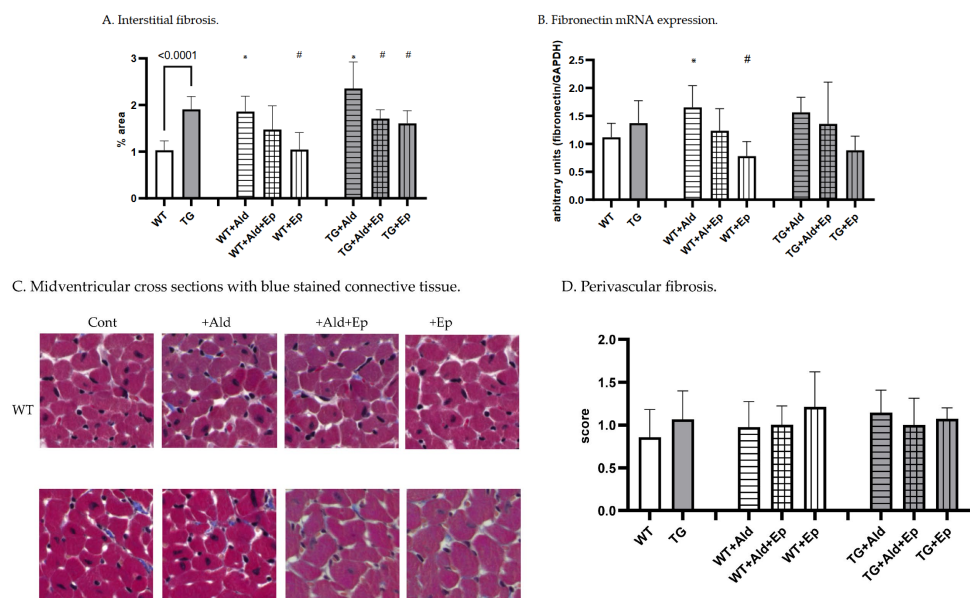 A. Interstitial fibrosis.
<0.0001
* # * # #
3
2
1
0
% area
WT
TG
WT+Ald
WT+Ald+Ep
WT+Ep
TG+Ald
TG+Ald+Ep
TG+Ep
B. Fibronectin mRNA expression.
* #
2.5
2.0
1.5
1.0
0.5
0.0
arbitrary units (fibronectin/GAPDH)
WT
TG
WT+Ald
WT+Al+Ep
WT+Ep
TG+Ald
TG+Ald+Ep
TG+Ep
C. Midventricular cross sections with blue stained connective tissue.
Cont +Ald +Ald+Ep +Ep
WT
D. Perivascular fibrosis.
2.0
1.5
1.0
0.5
0.0
score
WT
TG
WT+Ald
WT+Ald+Ep
WT+Ep
TG+Ald
TG+Ald+Ep
TG+Ep